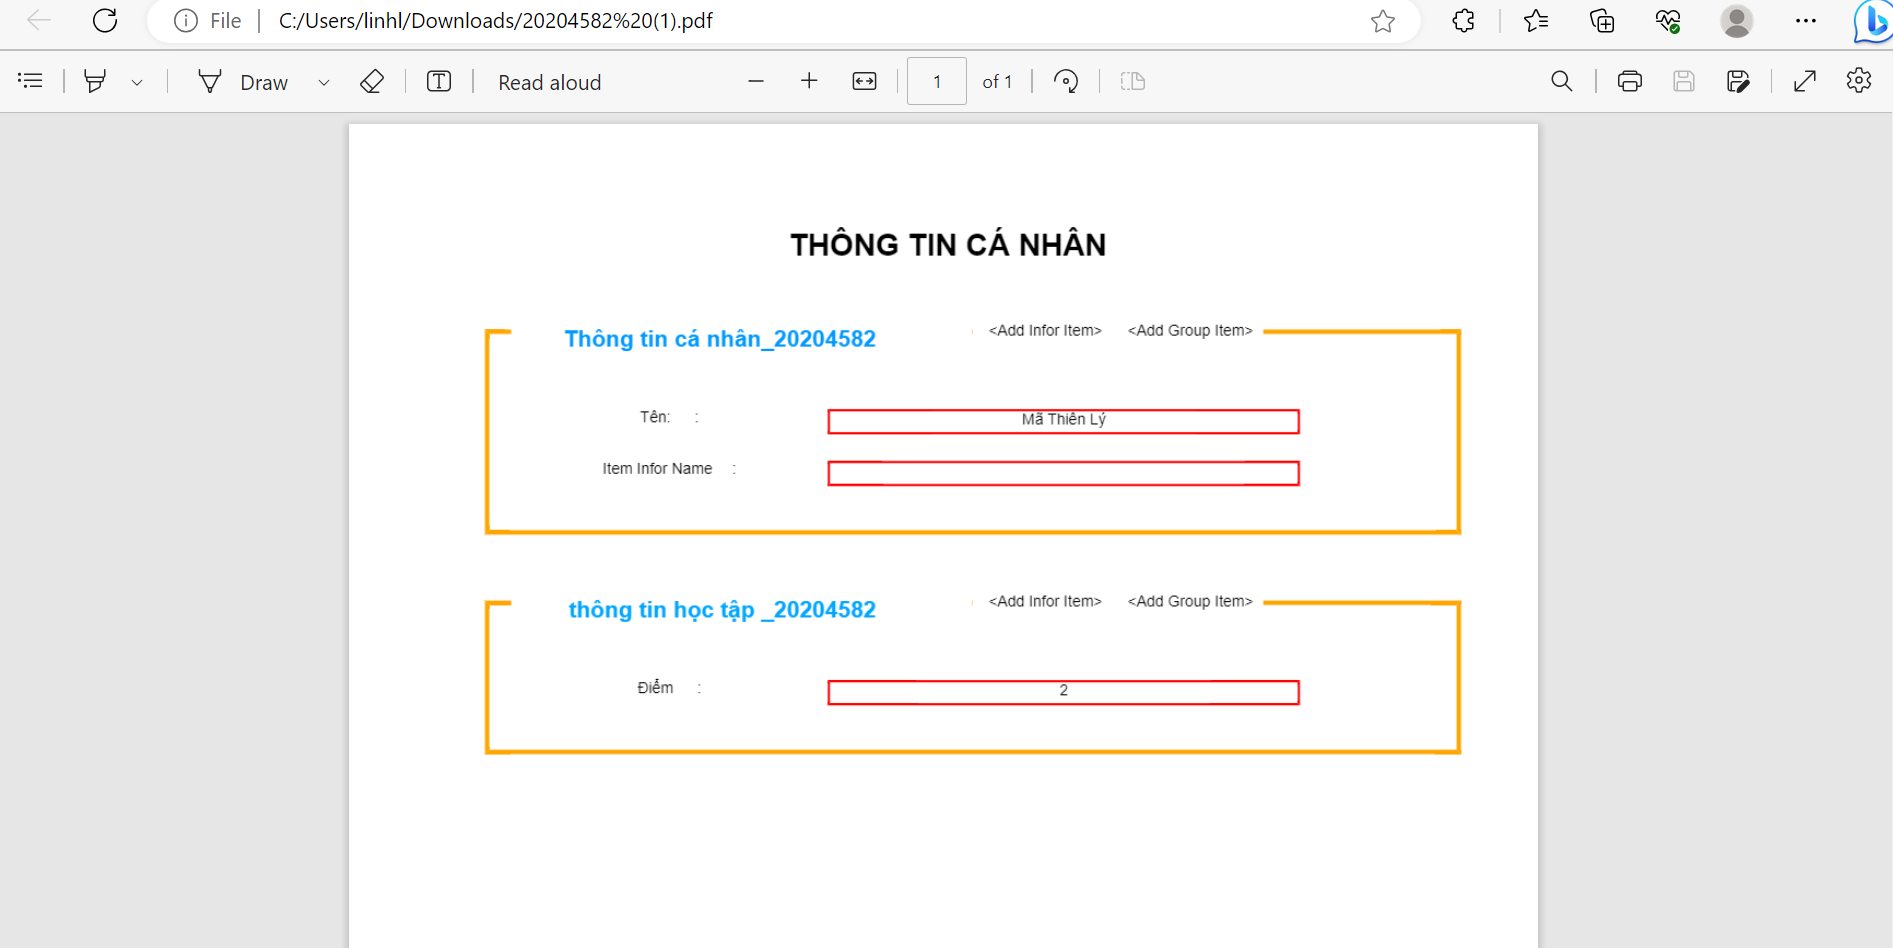 File C:/Users/linhl/Downloads/20204582%20(1).pdf
Draw Read aloud 1 of 1
THÔNG TIN CÁ NHÂN
Thông tin cá nhân_20204582 <Add Infor Item> <Add Group Item>
Tên: : Mã Thiên Lý
Item Infor Name :
thông tin học tập _20204582 <Add Infor Item> <Add Group Item>
Điểm : 2